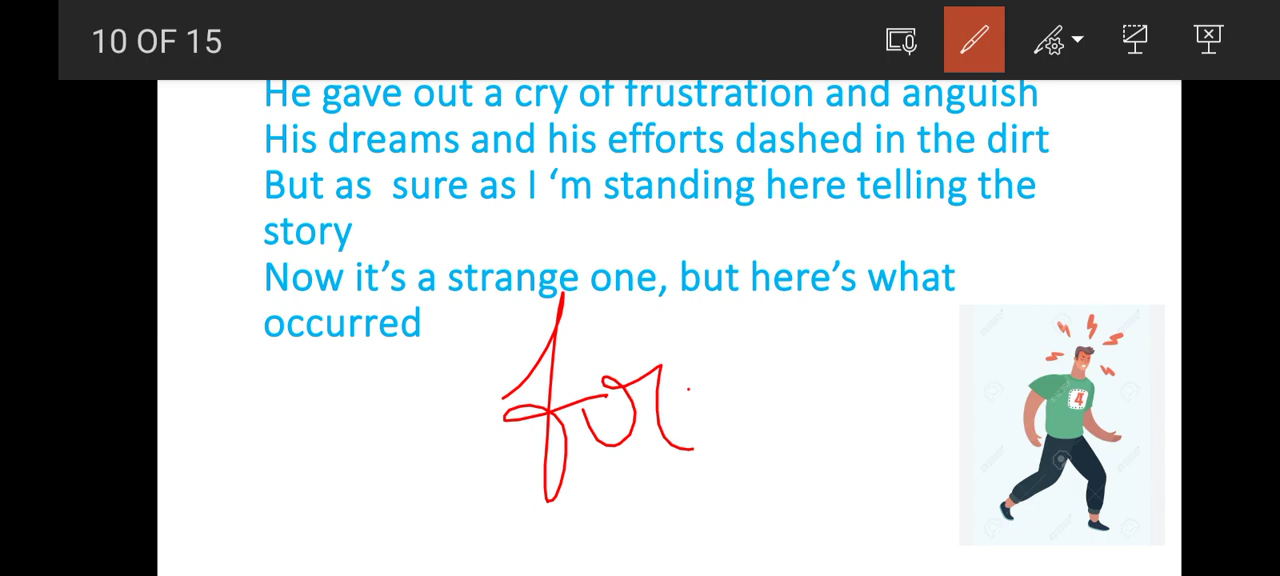 10 OF 15
He gave out a cry of frustration and anguish
His dreams and his efforts dashed in the dirt
But as  sure as I ‘m standing here telling the
story
Now it’s a strange one, but here’s what
occurred
for
4